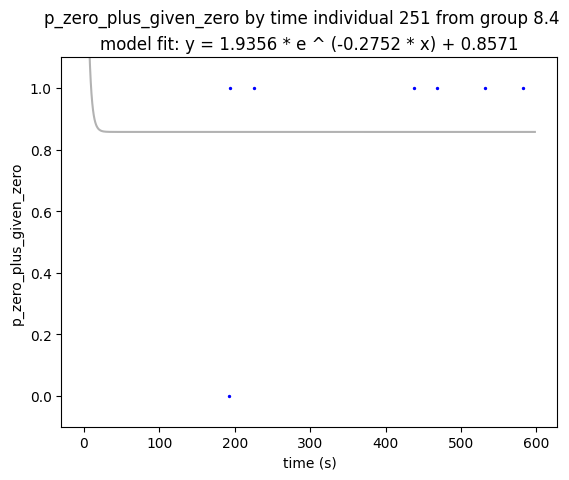 p_zero_plus_given_zero by time individual 251 from group 8.4
model fit: y = 1.9356 * e ^ (-0.2752 * x) + 0.8571
1.0
0.8
0.6
0.4
0.2
0.0
p_zero_plus_given_zero
0 100 200 300 400 500 600
time (s)